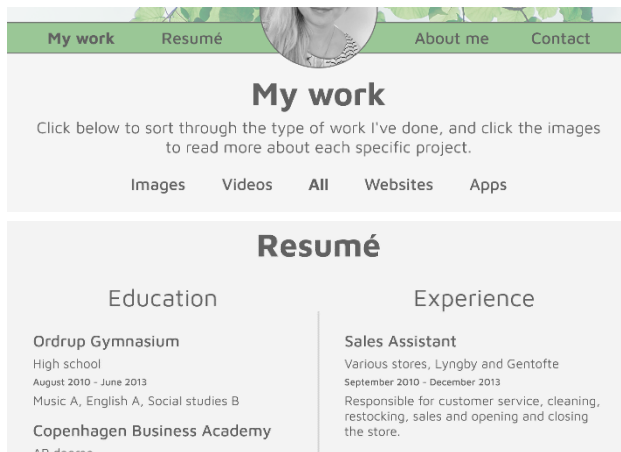 My work Resumé About me Contact
My work
Click below to sort through the type of work I've done, and click the images
to read more about each specific project.
Images Videos All Websites Apps
Resumé
Education
Ordrup Gymnasium
High school
August 2010 - June 2013
Music A, English A, Social studies B
Copenhagen Business Academy
Experience
Sales Assistant
Various stores, Lyngby and Gentofte
September 2010 - December 2013
Responsible for customer service, cleaning,
restocking, sales and opening and closing
the store.